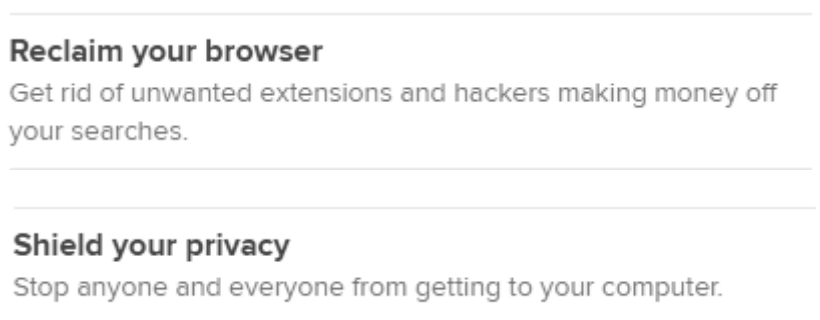 Reclaim your browser
Get rid of unwanted extensions and hackers making money off
your searches.
Shield your privacy
Stop anyone and everyone from getting to your computer.